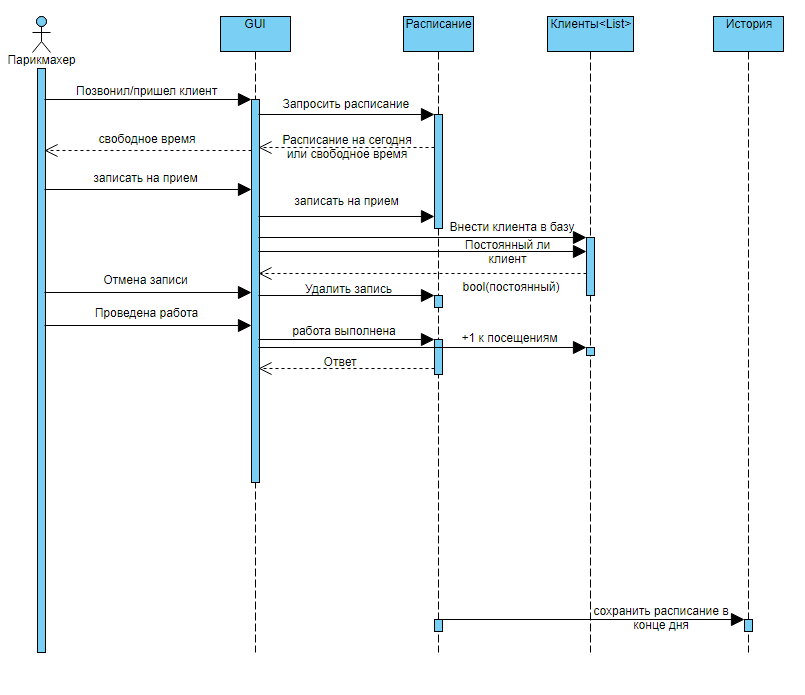 GUI
Расписание
Клиенты<List>
История
Парикмахер
Позвонил/пришел клиент
Запросить расписание
свободное время
Расписание на сегодня
или свободное время
записать на прием
записать на прием
Внести клиента в базу
Постоянный ли
клиент
Отмена записи
Удалить запись
bool(постоянный)
Проведена работа
работа выполнена
+1 к посещениям
Ответ
сохранить расписание в
конце дня